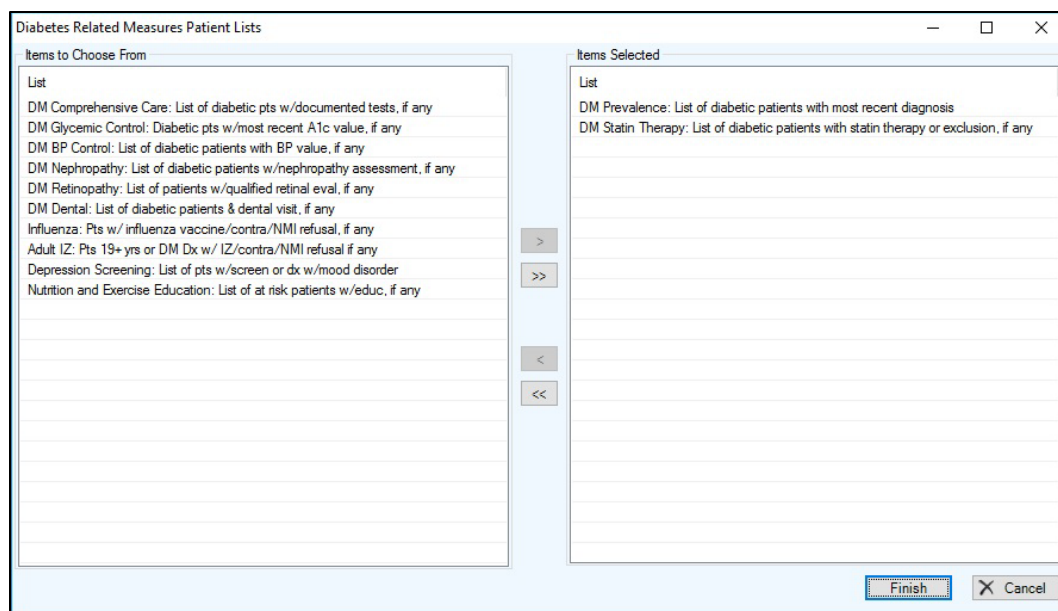 Diabetes Related Measures Patient Lists
Items to Choose From
List
DM Comprehensive Care: List of diabetic pts w/documented tests, if any
DM Glycemic Control: Diabetic pts w/most recent A1c value, if any
DM BP Control: List of diabetic patients with BP value, if any
DM Nephropathy: List of diabetic patients w/nephropathy assessment, if any
DM Retinopathy: List of patients w/qualified retinal eval, if any
DM Dental: List of diabetic patients & dental visit, if any
Influenza: Pts w/ influenza vaccine/contra/NMI refusal, if any
Adult IZ: Pts 19+ yrs or DM Dx w/ IZ/contra/NMI refusal if any
Depression Screening: List of pts w/screen or dx w/mood disorder
Nutrition and Exercise Education: List of at risk patients w/educ, if any
>
>>
<
<<
Items Selected
List
DM Prevalence: List of diabetic patients with most recent diagnosis
DM Statin Therapy: List of diabetic patients with statin therapy or exclusion, if any
Finish
Cancel